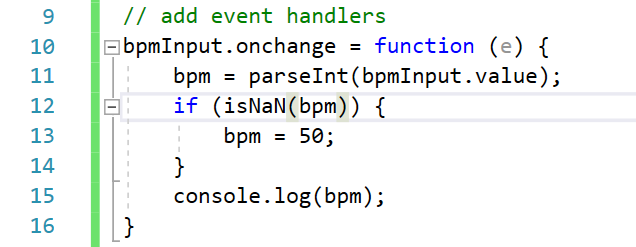 9 // add event handlers
10 bpmInput.onchange = function (e) {
11     bpm = parseInt(bpmInput.value);
12     if (isNaN(bpm)) {
13         bpm = 50;
14     }
15     console.log(bpm);
16 }